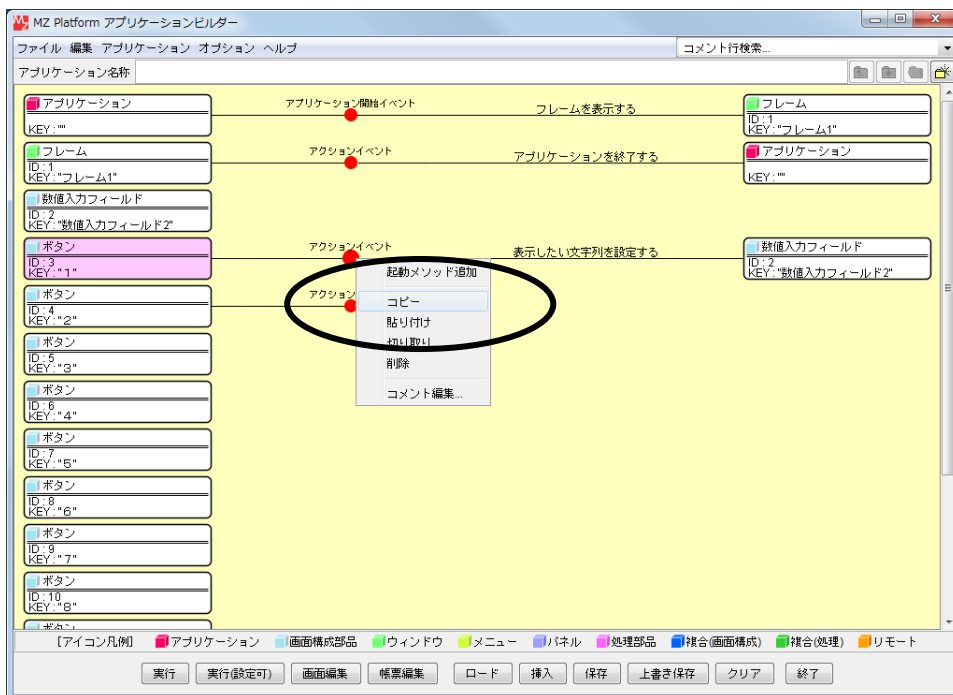 MZ Platform アプリケーションビルダー
ファイル 編集 アプリケーション オプション ヘルプ
コメント行検索...
アプリケーション名称
アプリケーション
KEY:""
アプリケーション開始イベント
フレームを表示する
フレーム
ID:1
KEY:"フレーム1"
フレーム
ID:1
KEY:"フレーム1"
アクションイベント
アプリケーションを終了する
アプリケーション
KEY:""
数値入力フィールド
ID:2
KEY:"数値入力フィールド2"
ボタン
ID:3
KEY:"1"
アクションイベント
表示したい文字列を設定する
数値入力フィールド
ID:2
KEY:"数値入力フィールド2"
ボタン
ID:4
KEY:"2"
アクション
起動メソッド追加
コピー
貼り付け
切り取り
削除
コメント編集...
ボタン
ID:5
KEY:"3"
ボタン
ID:6
KEY:"4"
ボタン
ID:7
KEY:"5"
ボタン
ID:8
KEY:"6"
ボタン
ID:9
KEY:"7"
ボタン
ID:10
KEY:"8"
ボタン
[アイコン凡例] アプリケーション 画面構成部品 ウィンドウ メニュー パネル 処理部品 複合(画面構成) 複合(処理) リモート
実行 実行(設定可) 画面編集 帳票編集 ロード 挿入 保存 上書き保存 クリア 終了